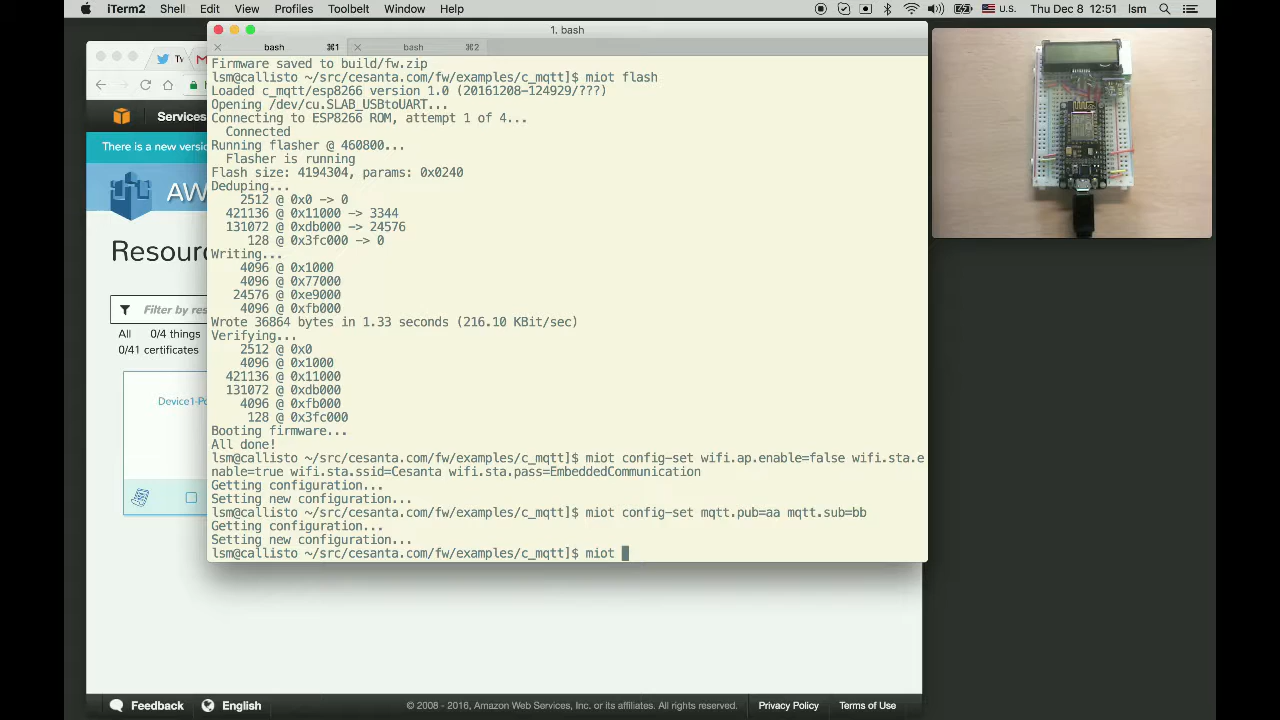 iTerm2 Shell Edit View Profiles Toolbelt Window Help U.S. Thu Dec 8 12:51 lsm
1. bash
bash ⌘1 bash ⌘2
Firmware saved to build/fw.zip
lsm@callisto ~/src/cesanta.com/fw/examples/c_mqtt]$ miot flash
Loaded c_mqtt/esp8266 version 1.0 (20161208-124929/???)
Opening /dev/cu.SLAB_USBtoUART...
Connecting to ESP8266 ROM, attempt 1 of 4...
Connected
Running flasher @ 460800...
Flasher is running
Flash size: 4194304, params: 0x0240
Deduping...
2512 @ 0x0 -> 0
421136 @ 0x11000 -> 3344
131072 @ 0xdb000 -> 24576
128 @ 0x3fc000 -> 0
Writing...
4096 @ 0x1000
4096 @ 0x77000
24576 @ 0xe9000
4096 @ 0xfb000
Wrote 36864 bytes in 1.33 seconds (216.10 KBit/sec)
Verifying...
2512 @ 0x0
4096 @ 0x1000
421136 @ 0x11000
131072 @ 0xdb000
4096 @ 0xfb000
128 @ 0x3fc000
Booting firmware...
All done!
lsm@callisto ~/src/cesanta.com/fw/examples/c_mqtt]$ miot config-set wifi.ap.enable=false wifi.sta.e
nable=true wifi.sta.ssid=Cesanta wifi.sta.pass=EmbeddedCommunication
Getting configuration...
Setting new configuration...
lsm@callisto ~/src/cesanta.com/fw/examples/c_mqtt]$ miot config-set mqtt.pub=aa mqtt.sub=bb
Getting configuration...
Setting new configuration...
lsm@callisto ~/src/cesanta.com/fw/examples/c_mqtt]$ miot
Tw
Services
There is a new versi
AW
Resourc
Filter by res
All 0/4 things
0/41 certificates
Device1-Po
Feedback English © 2008 - 2016, Amazon Web Services, Inc. or its affiliates. All rights reserved. Privacy Policy Terms of Use